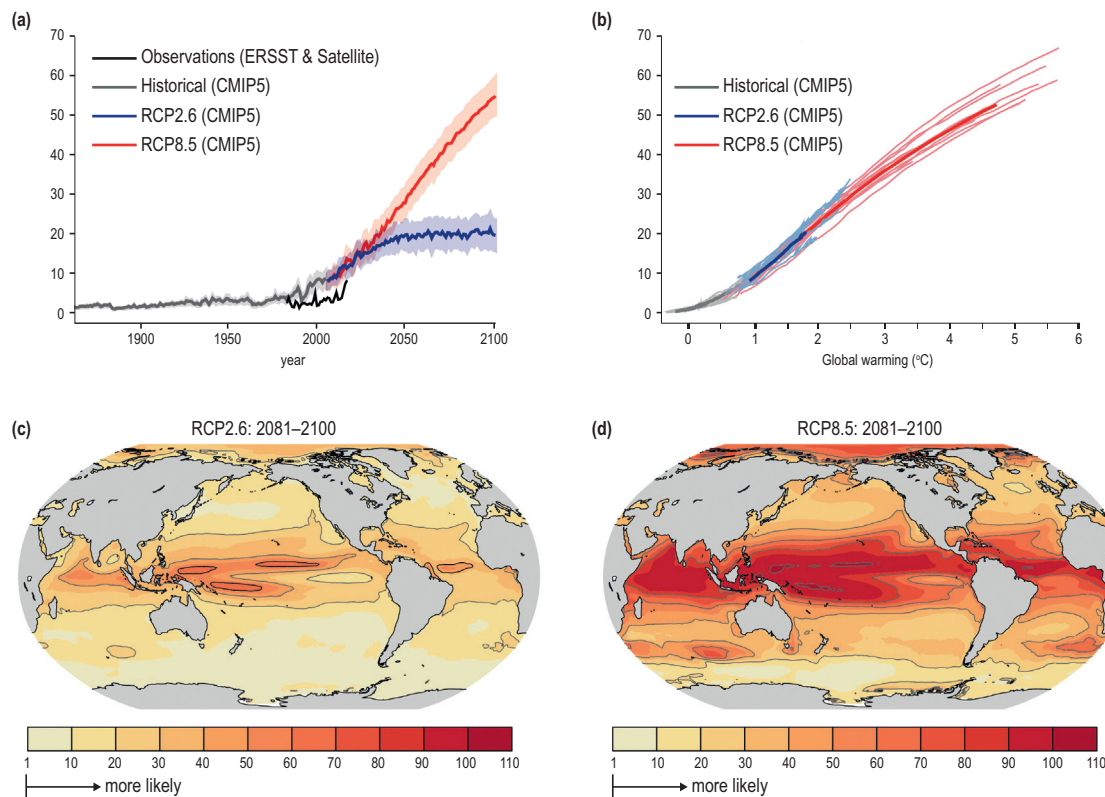 (a)
70
60
50
40
30
20
10
0
Observations (ERSST & Satellite)
Historical (CMIP5)
RCP2.6 (CMIP5)
RCP8.5 (CMIP5)
1900 1950 2000 2050 2100
year
(b)
70
60
50
40
30
20
10
0
Historical (CMIP5)
RCP2.6 (CMIP5)
RCP8.5 (CMIP5)
0 1 2 3 4 5 6
Global warming (°C)
(c)
RCP2.6: 2081–2100
1 10 20 30 40 50 60 70 80 90 100 110
more likely
(d)
RCP8.5: 2081–2100
1 10 20 30 40 50 60 70 80 90 100 110
more likely